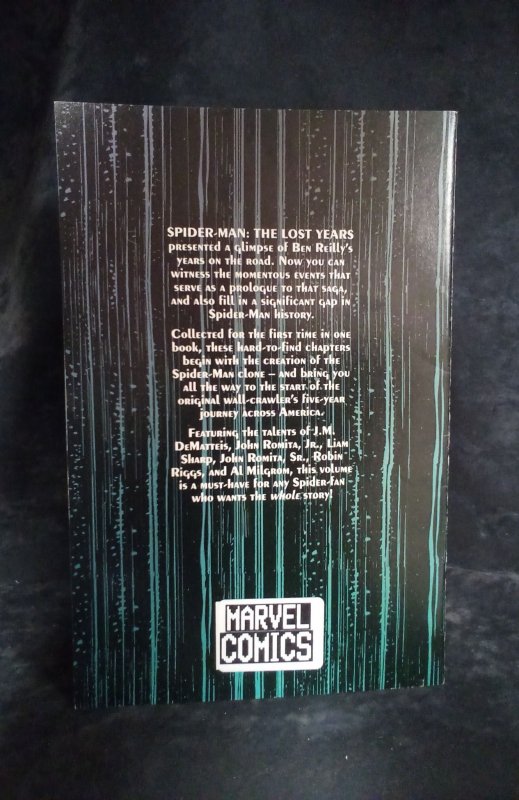 SPIDER-MAN: THE LOST YEARS
PRESENTED A GLIMPSE OF BEN REILLY'S
YEARS ON THE ROAD. NOW YOU CAN
WITNESS THE MOMENTOUS EVENTS THAT
SERVE AS A PROLOGUE TO THAT SAGA,
AND ALSO FILL IN A SIGNIFICANT GAP IN
SPIDER-MAN HISTORY.
COLLECTED FOR THE FIRST TIME IN ONE
BOOK, THESE HARD-TO-FIND CHAPTERS
BEGIN WITH THE CREATION OF THE
SPIDER-MAN CLONE – AND BRING YOU
ALL THE WAY TO THE START OF THE
ORIGINAL WALL-CRAWLER'S FIVE-YEAR
JOURNEY ACROSS AMERICA.
FEATURING THE TALENTS OF J.M.
DEMATTEIS, JOHN ROMITA, JR., LIAM
SHARP, JOHN ROMITA, SR., ROBIN
RIGGS, AND AL MILGROM, THIS VOLUME
IS A MUST-HAVE FOR ANY SPIDER-FAN
WHO WANTS THE WHOLE STORY!
MARVEL
COMICS